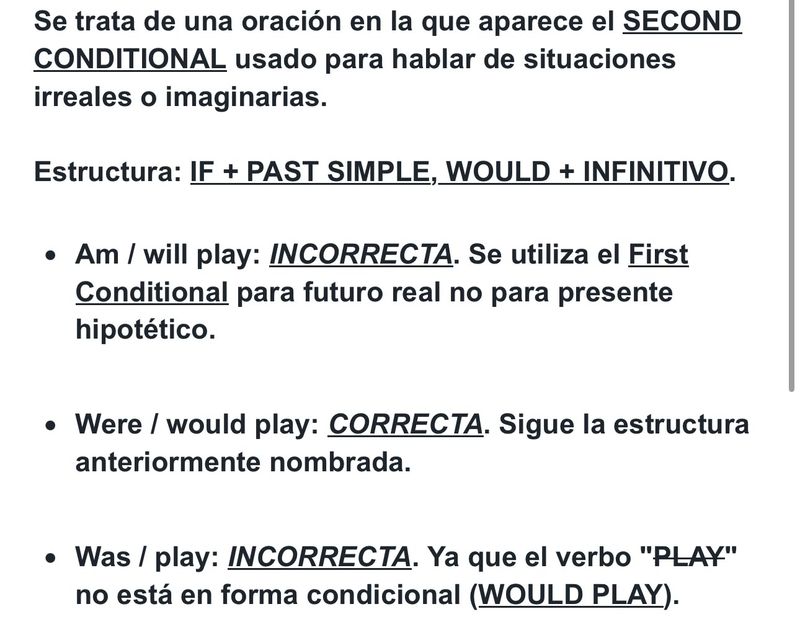 Se trata de una oración en la que aparece el SECOND
CONDITIONAL usado para hablar de situaciones
irreales o imaginarias.
Estructura: IF + PAST SIMPLE, WOULD + INFINITIVO.
• Am / will play: INCORRECTA. Se utiliza el First
Conditional para futuro real no para presente
hipotético.
• Were / would play: CORRECTA. Sigue la estructura
anteriormente nombrada.
• Was / play: INCORRECTA. Ya que el verbo "PLAY"
no está en forma condicional (WOULD PLAY).